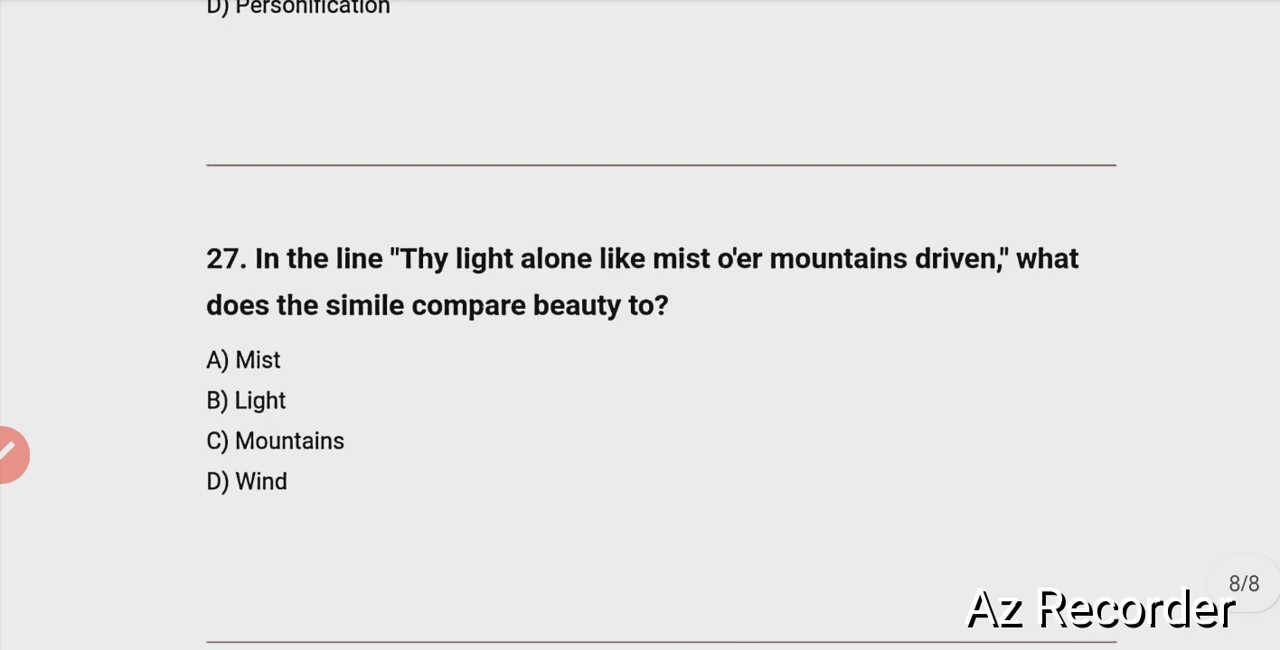 D) Personification
27. In the line "Thy light alone like mist o'er mountains driven," what
does the simile compare beauty to?
A) Mist
B) Light
C) Mountains
D) Wind
8/8
Az Recorder